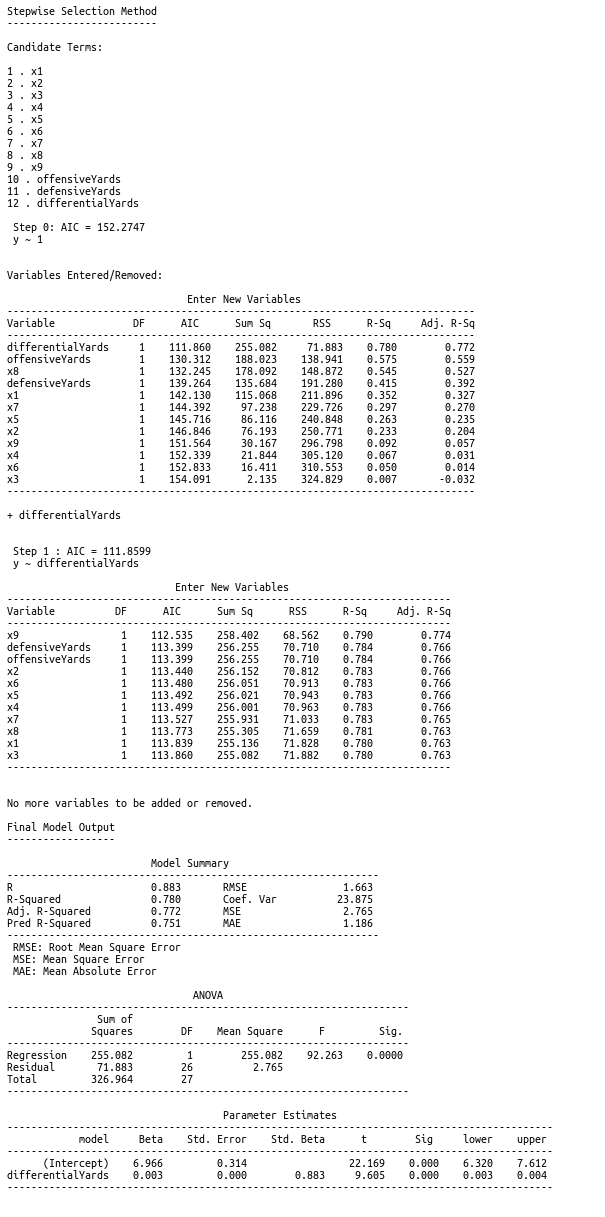 Stepwise Selection Method
-------------------------
Candidate Terms:
1 . x1
2 . x2
3 . x3
4 . x4
5 . x5
6 . x6
7 . x7
8 . x8
9 . x9
10 . offensiveYards
11 . defensiveYards
12 . differentialYards
Step 0: AIC = 152.2747
y ~ 1
Variables Entered/Removed:
Enter New Variables
------------------------------------------------------------------------------
Variable DF AIC Sum Sq RSS R-Sq Adj. R-Sq
------------------------------------------------------------------------------
differentialYards 1 111.860 255.082 71.883 0.780 0.772
offensiveYards 1 130.312 188.023 138.941 0.575 0.559
x8 1 132.245 178.092 148.872 0.545 0.527
defensiveYards 1 139.264 135.684 191.280 0.415 0.392
x1 1 142.130 115.068 211.896 0.352 0.327
x7 1 144.392 97.238 229.726 0.297 0.270
x5 1 145.716 86.116 240.848 0.263 0.235
x2 1 146.846 76.193 250.771 0.233 0.204
x9 1 151.564 30.167 296.798 0.092 0.057
x4 1 152.339 21.844 305.120 0.067 0.031
x6 1 152.833 16.411 310.553 0.050 0.014
x3 1 154.091 2.135 324.829 0.007 -0.032
------------------------------------------------------------------------------
+ differentialYards
Step 1 : AIC = 111.8599
y ~ differentialYards
Enter New Variables
--------------------------------------------------------------------------
Variable DF AIC Sum Sq RSS R-Sq Adj. R-Sq
--------------------------------------------------------------------------
x9 1 112.535 258.402 68.562 0.790 0.774
defensiveYards 1 113.399 256.255 70.710 0.784 0.766
offensiveYards 1 113.399 256.255 70.710 0.784 0.766
x2 1 113.440 256.152 70.812 0.783 0.766
x6 1 113.480 256.051 70.913 0.783 0.766
x5 1 113.492 256.021 70.943 0.783 0.766
x4 1 113.499 256.001 70.963 0.783 0.766
x7 1 113.527 255.931 71.033 0.783 0.765
x8 1 113.773 255.305 71.659 0.781 0.763
x1 1 113.839 255.136 71.828 0.780 0.763
x3 1 113.860 255.082 71.882 0.780 0.763
--------------------------------------------------------------------------
No more variables to be added or removed.
Final Model Output
------------------
Model Summary
--------------------------------------------------------------
R 0.883 RMSE 1.663
R-Squared 0.780 Coef. Var 23.875
Adj. R-Squared 0.772 MSE 2.765
Pred R-Squared 0.751 MAE 1.186
--------------------------------------------------------------
RMSE: Root Mean Square Error
MSE: Mean Square Error
MAE: Mean Absolute Error
ANOVA
-------------------------------------------------------------------
Sum of
Squares DF Mean Square F Sig.
-------------------------------------------------------------------
Regression 255.082 1 255.082 92.263 0.0000
Residual 71.883 26 2.765
Total 326.964 27
-------------------------------------------------------------------
Parameter Estimates
-------------------------------------------------------------------------------------------
model Beta Std. Error Std. Beta t Sig lower upper
-------------------------------------------------------------------------------------------
(Intercept) 6.966 0.314 22.169 0.000 6.320 7.612
differentialYards 0.003 0.000 0.883 9.605 0.000 0.003 0.004
-------------------------------------------------------------------------------------------